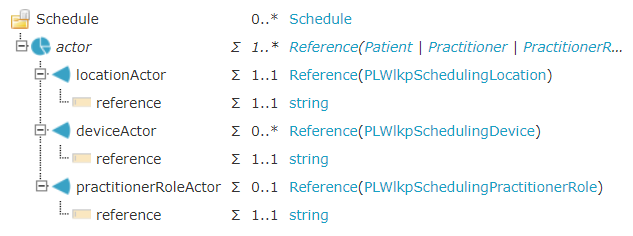 Schedule 0..* Schedule
actor Σ 1..* Reference(Patient | Practitioner | PractitionerR...
locationActor Σ 1..1 Reference(PLWlkpSchedulingLocation)
reference Σ 1..1 string
deviceActor Σ 0..* Reference(PLWlkpSchedulingDevice)
reference Σ 1..1 string
practitionerRoleActor Σ 0..1 Reference(PLWlkpSchedulingPractitionerRole)
reference Σ 1..1 string